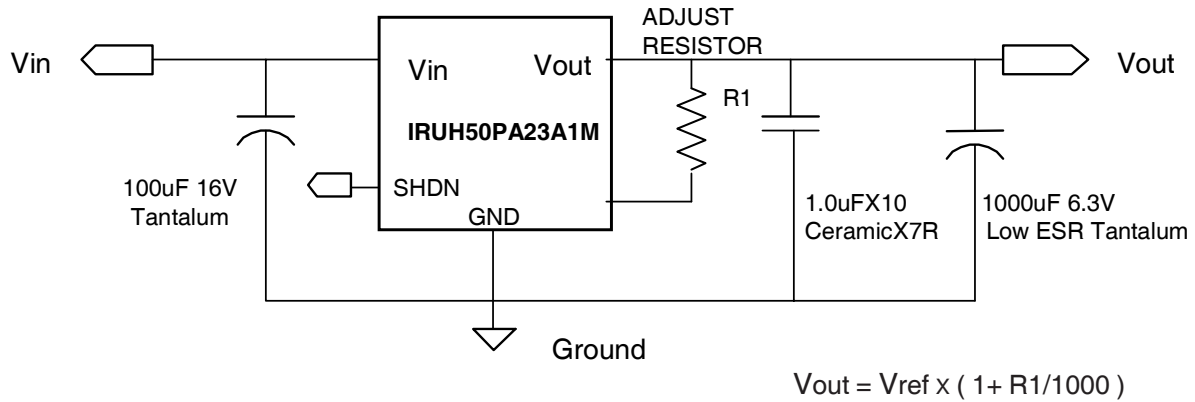 ADJUST
RESISTOR
Vin
Vin
Vout
Vout
R1
IRUH50PA23A1M
SHDN
GND
100uF 16V
Tantalum
1.0uFX10
CeramicX7R
1000uF 6.3V
Low ESR Tantalum
Ground
Vout = Vref x ( 1+ R1/1000 )